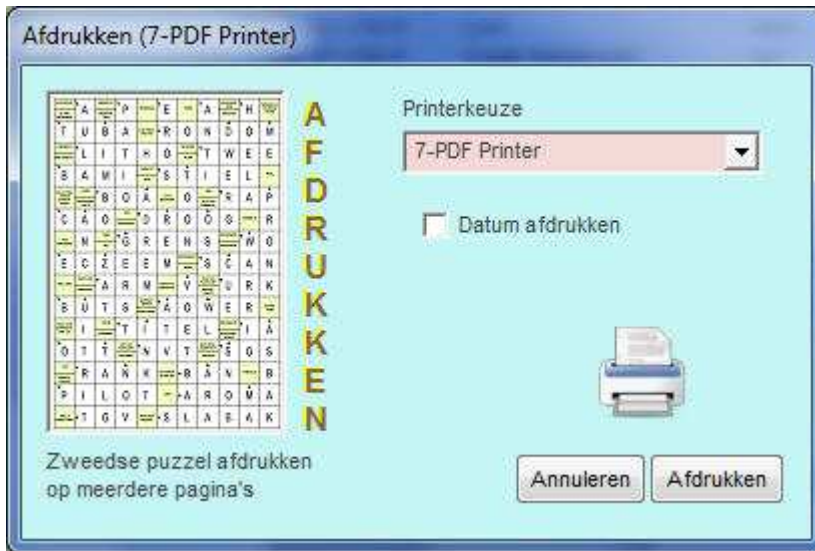 Afdrukken (7-PDF Printer)
A P E A H
T U B A R O N D O M
L I T H O T W E E
B A M I S T I E L
B O A O R A P
C A O D R O O G R
N G R E N S W O
E C Z E E M S C A N
A R M V U R K
B U T S A O W E R
I T I T E L I A
O T T N V T E G S
R A N K B A N B
P I L O T A R O M A
T G V S L A B A K
AFDRUKKEN
Zweedse puzzel afdrukken
op meerdere pagina's
Printerkeuze
7-PDF Printer
Datum afdrukken
Annuleren Afdrukken